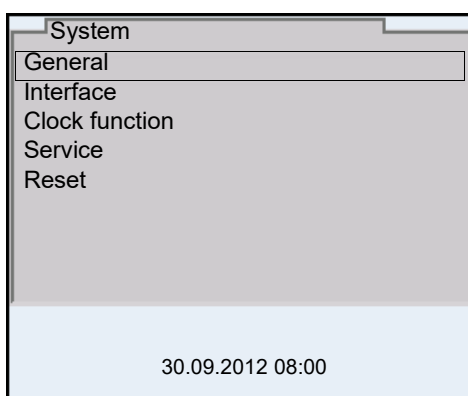 System
General
Interface
Clock function
Service
Reset
30.09.2012 08:00